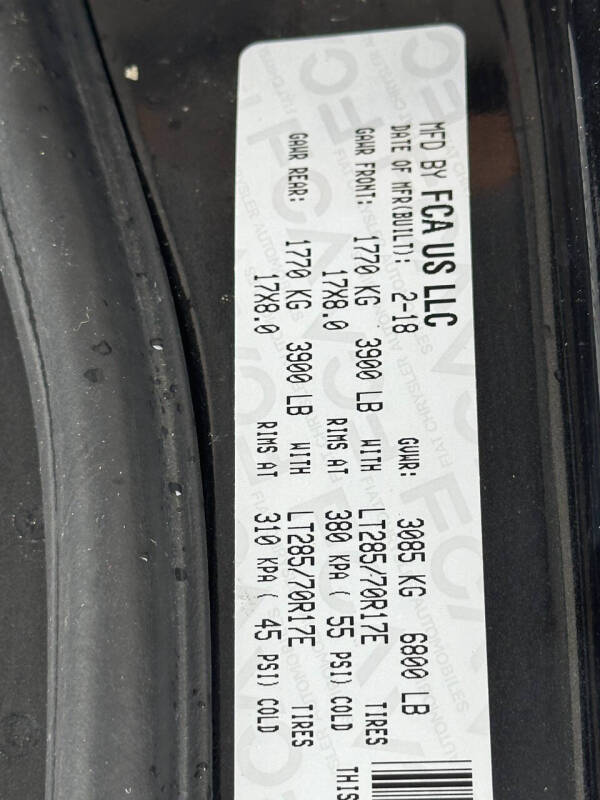 MFD BY FCA US LLC
DATE OF MFR(BUILT): 2-18 GVWR: 3085 KG 6800 LB
GAWR FRONT: 1770 KG 3900 LB WITH LT285/70R17E TIRES
17X8.0 RIMS AT 380 KPA ( 55 PSI) COLD
GAWR REAR: 1770 KG 3900 LB WITH LT285/70R17E TIRES
17X8.0 RIMS AT 310 KPA ( 45 PSI) COLD
THIS